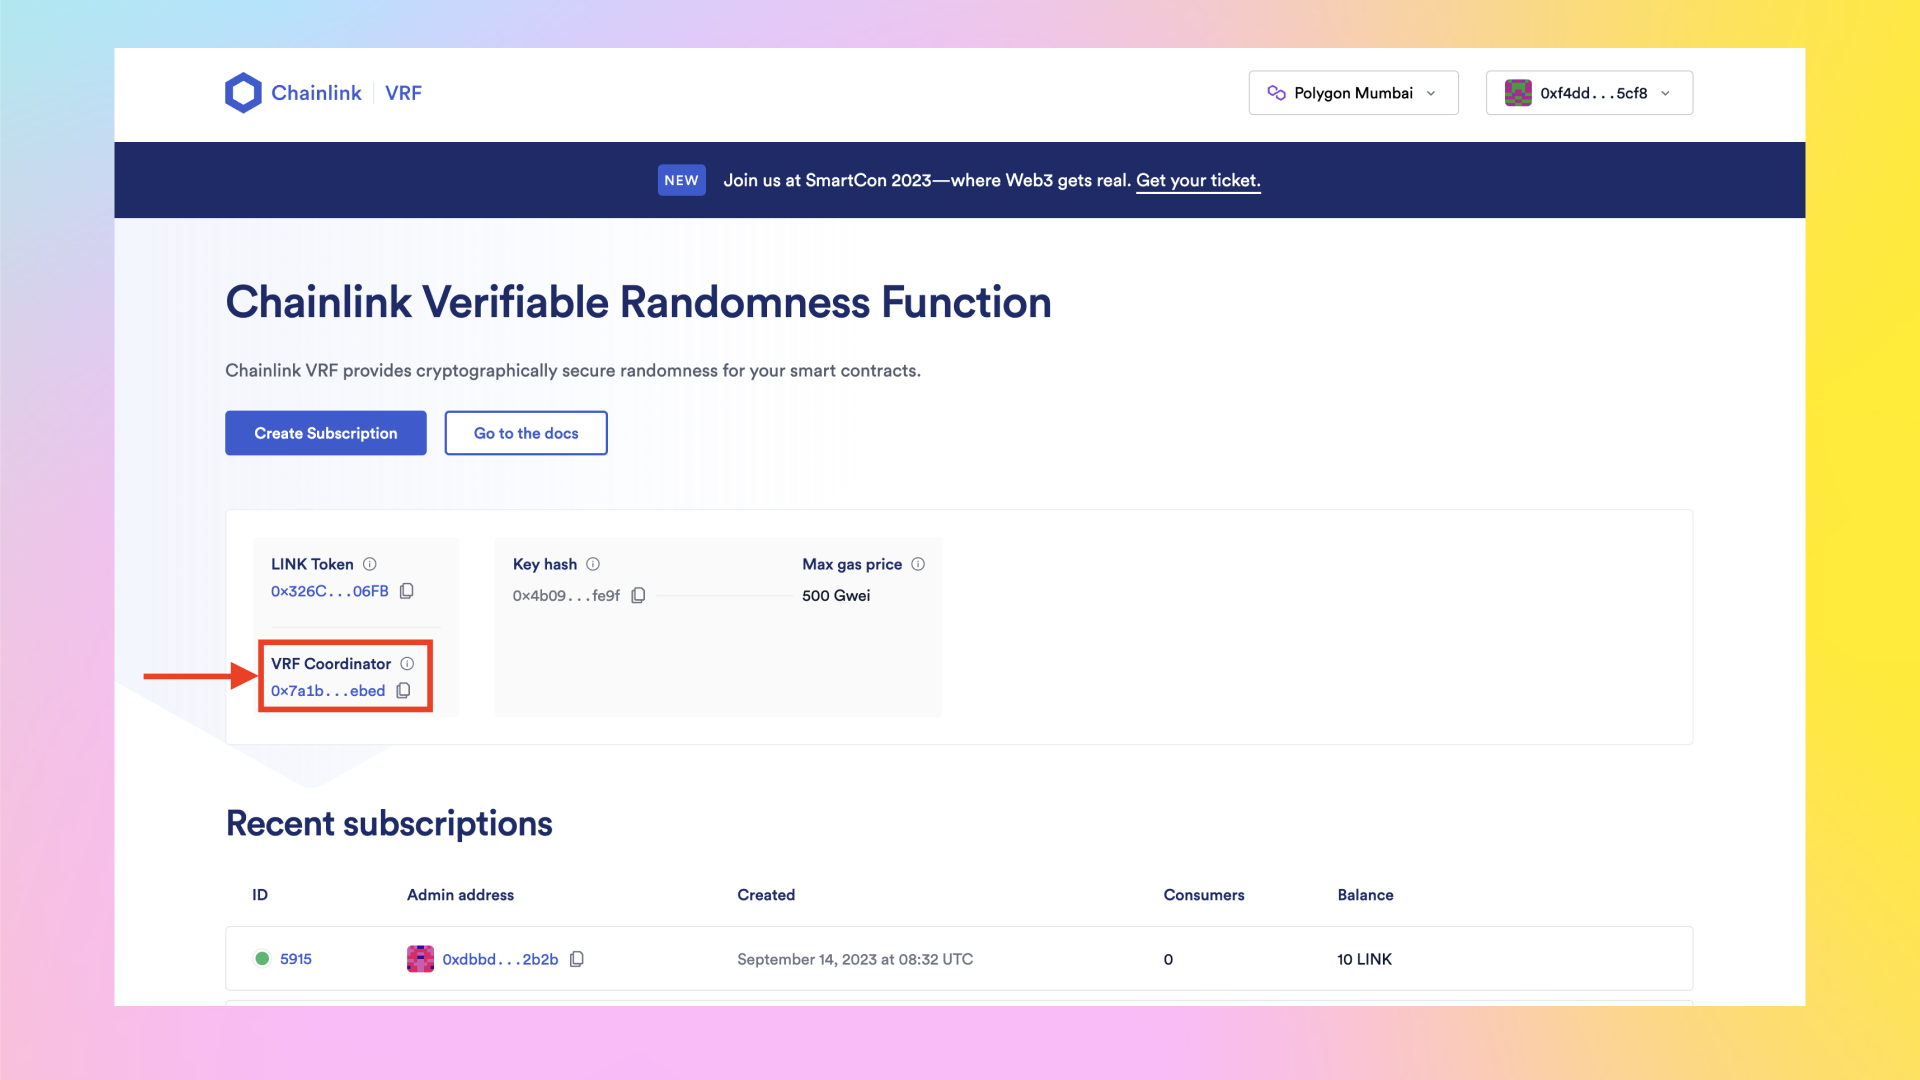 Chainlink VRF
Polygon Mumbai
0xf4dd...5cf8
NEW Join us at SmartCon 2023—where Web3 gets real. Get your ticket.
Chainlink Verifiable Randomness Function
Chainlink VRF provides cryptographically secure randomness for your smart contracts.
Create Subscription
Go to the docs
LINK Token
0x326C...06FB
VRF Coordinator
0x7a1b...ebed
Key hash
0x4b09...fe9f
Max gas price
500 Gwei
Recent subscriptions
ID Admin address Created Consumers Balance
5915 0xdbbd...2b2b September 14, 2023 at 08:32 UTC 0 10 LINK